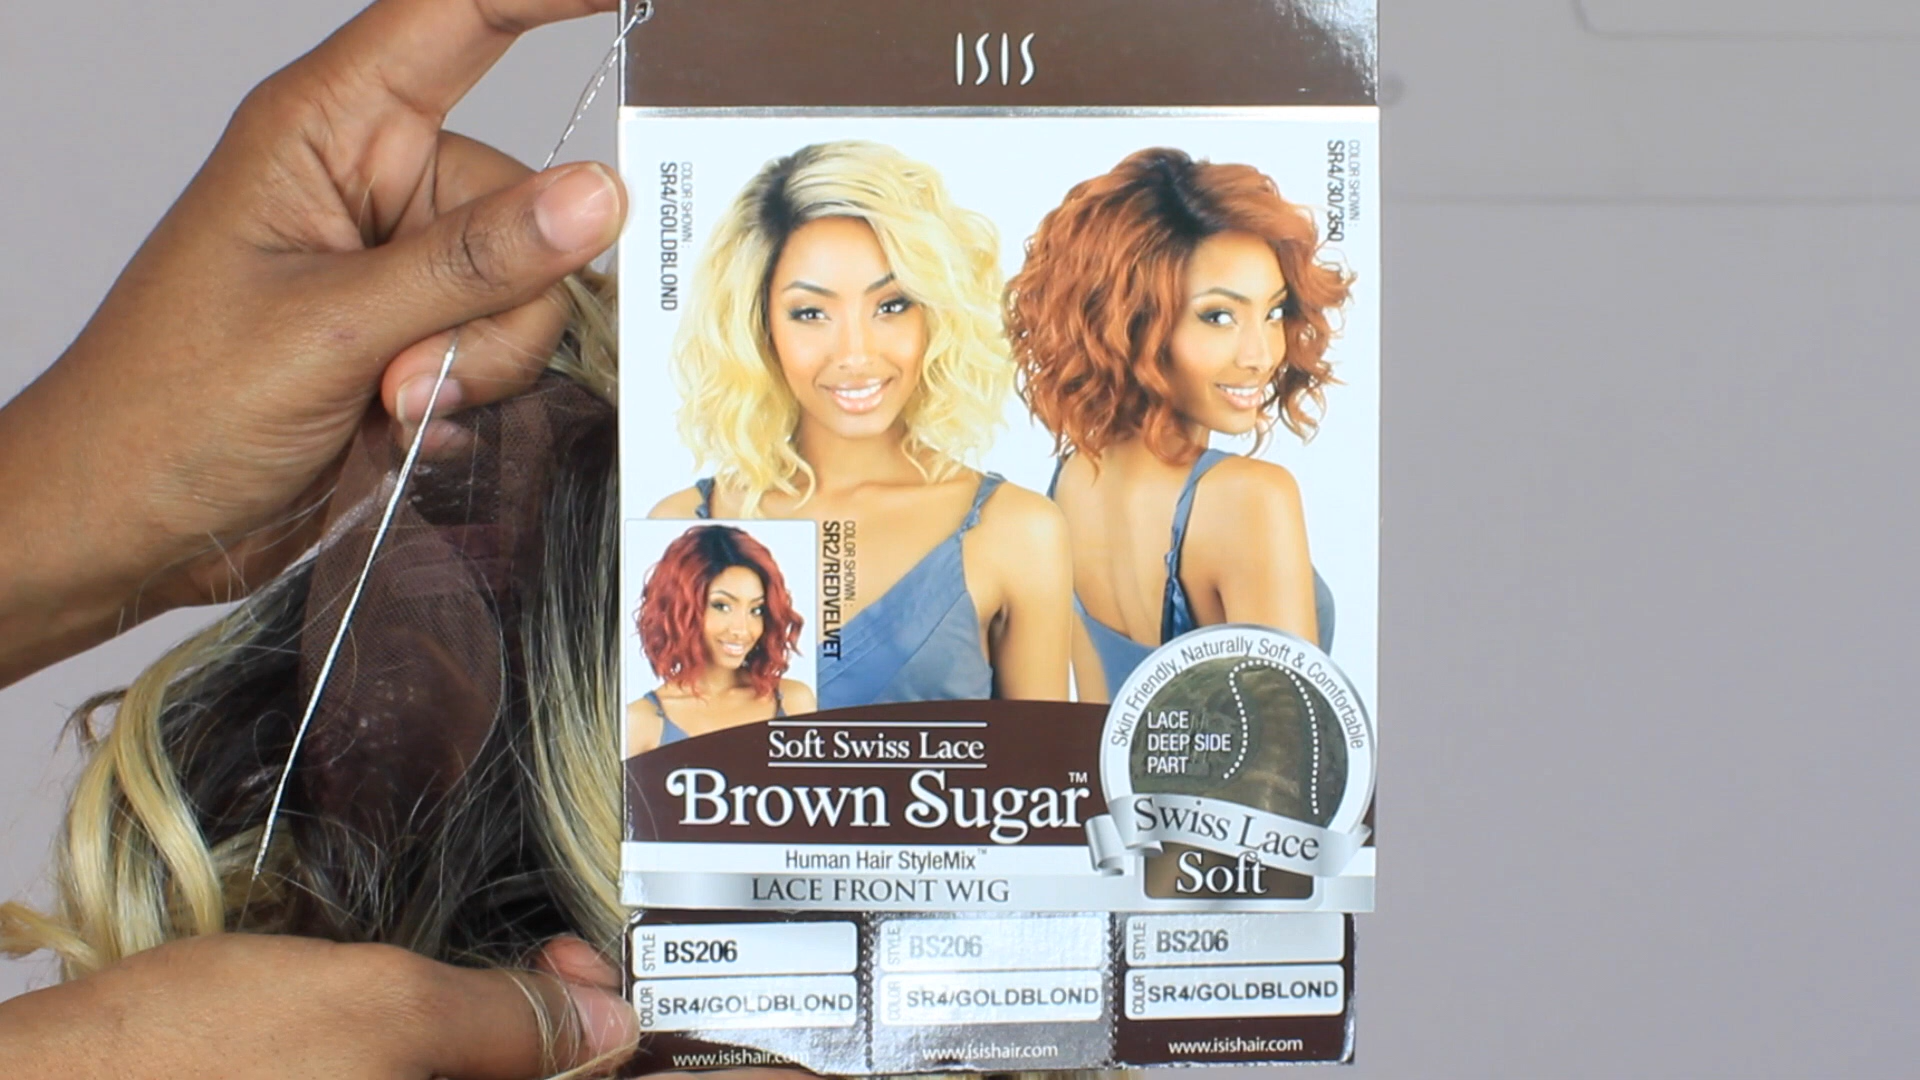 ISIS
COLOR SHOWN :
SR4/GOLDBLOND
COLOR SHOWN :
SR4/30/350
COLOR SHOWN :
SR2/REDVELVET
Skin Friendly, Naturally Soft & Comfortable
LACE
DEEP SIDE
PART
Swiss Lace
Soft
Soft Swiss Lace
Brown Sugar™
Human Hair StyleMix™
LACE FRONT WIG
STYLE BS206
COLOR SR4/GOLDBLOND
www.isishair.com
STYLE BS206
COLOR SR4/GOLDBLOND
www.isishair.com
STYLE BS206
COLOR SR4/GOLDBLOND
www.isishair.com